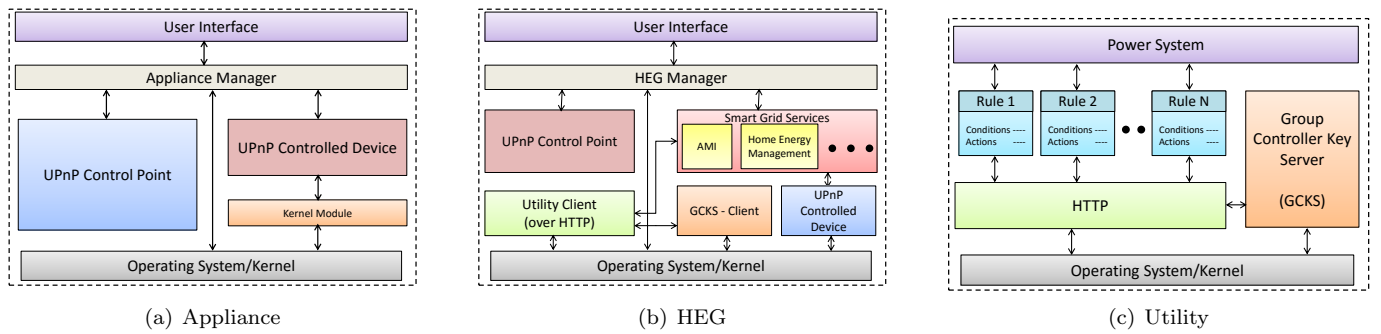 User Interface
Appliance Manager
UPnP Control Point
UPnP Controlled Device
Kernel Module
Operating System/Kernel
(a) Appliance
User Interface
HEG Manager
UPnP Control Point
Smart Grid Services
AMI
Home Energy
Management
Utility Client
(over HTTP)
GCKS - Client
UPnP
Controlled
Device
Operating System/Kernel
(b) HEG
Power System
Rule 1
Conditions ----
Actions ----
Rule 2
Conditions ----
Actions ----
Rule N
Conditions ----
Actions ----
Group
Controller Key
Server
(GCKS)
HTTP
Operating System/Kernel
(c) Utility